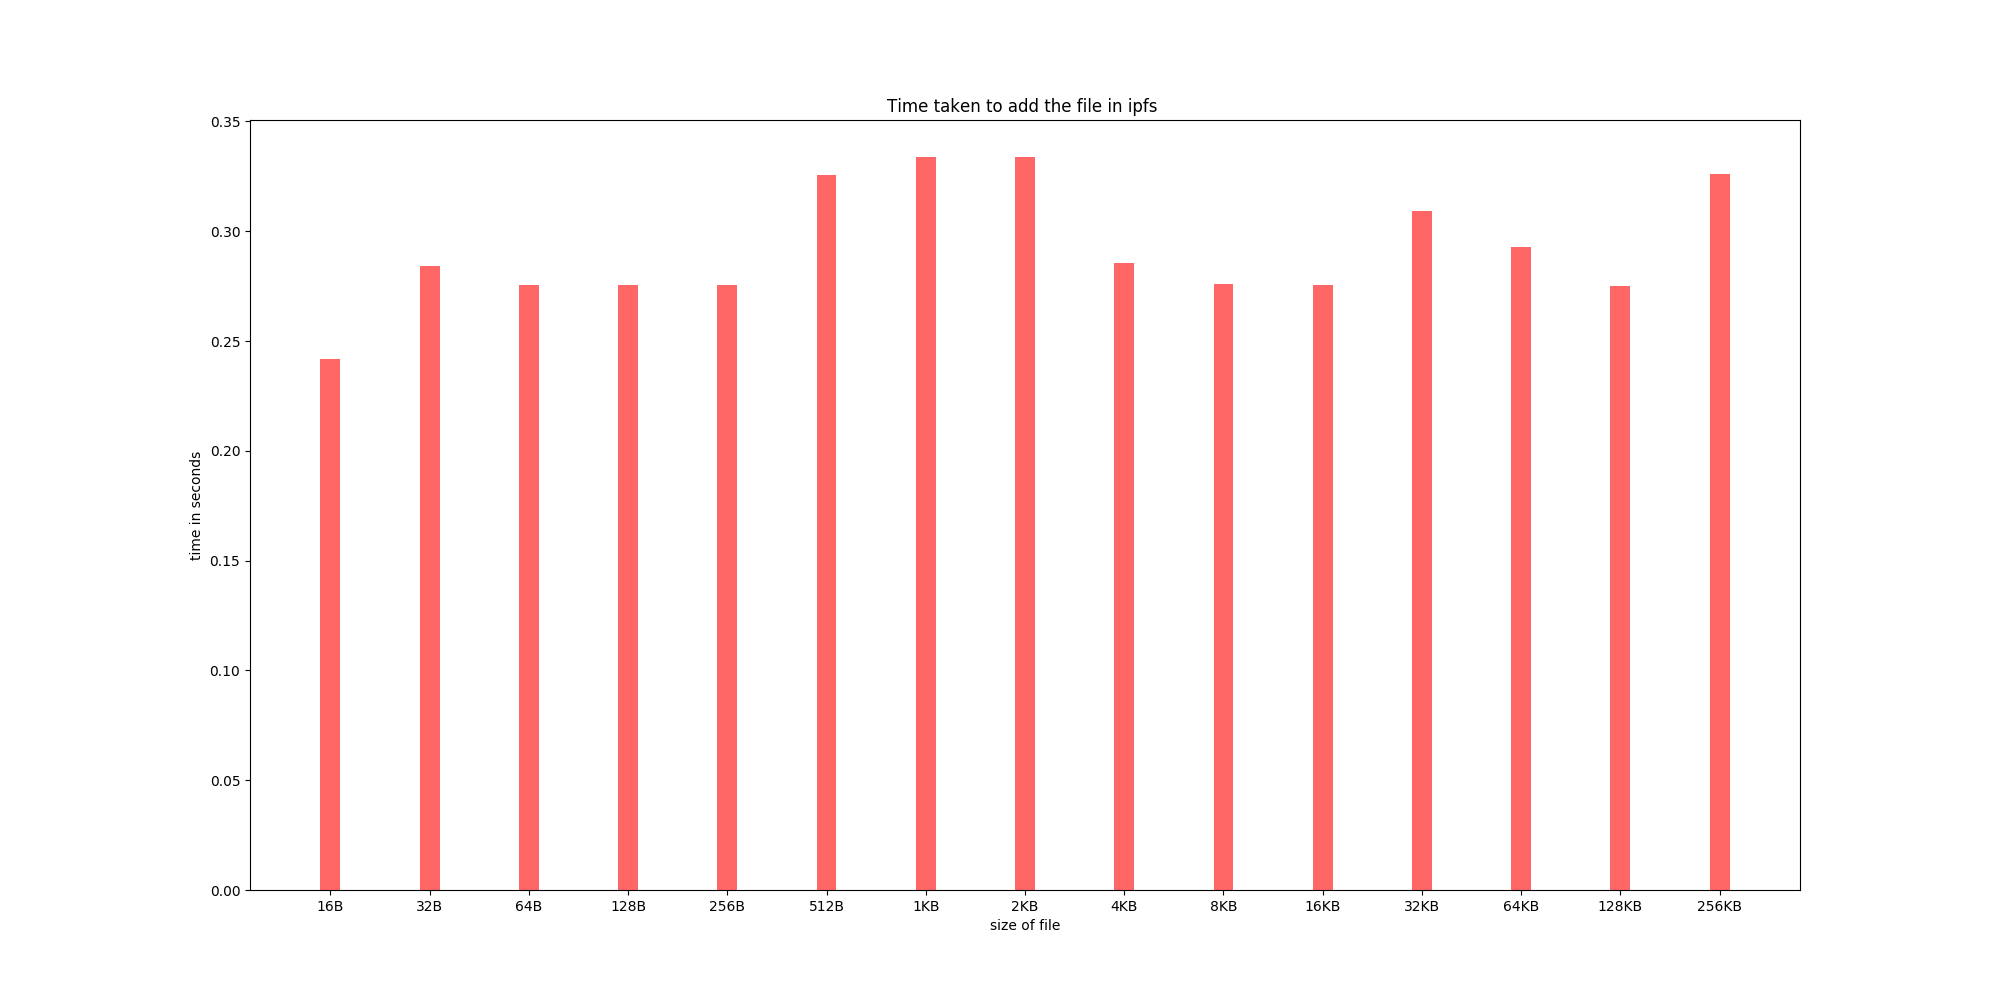 Time taken to add the file in ipfs
0.35
0.30
0.25
0.20
0.15
0.10
0.05
0.00
time in seconds
16B 32B 64B 128B 256B 512B 1KB 2KB 4KB 8KB 16KB 32KB 64KB 128KB 256KB
size of file